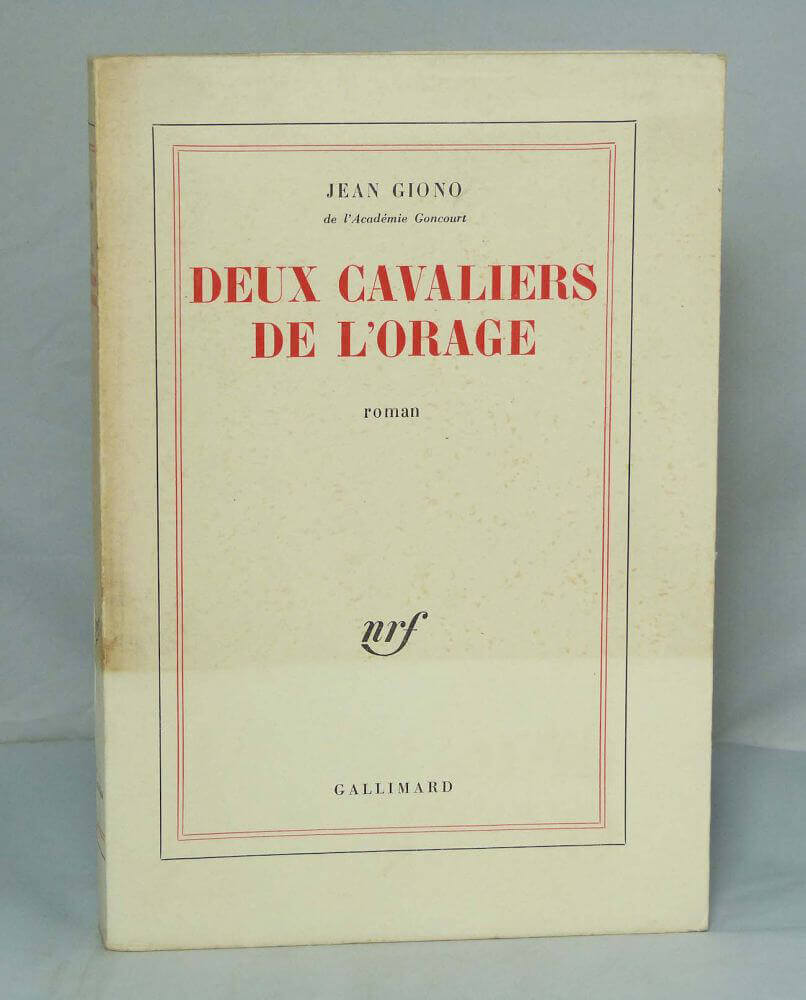 JEAN GIONO
de l'Académie Goncourt
DEUX CAVALIERS
DE L'ORAGE
roman
nrf
GALLIMARD